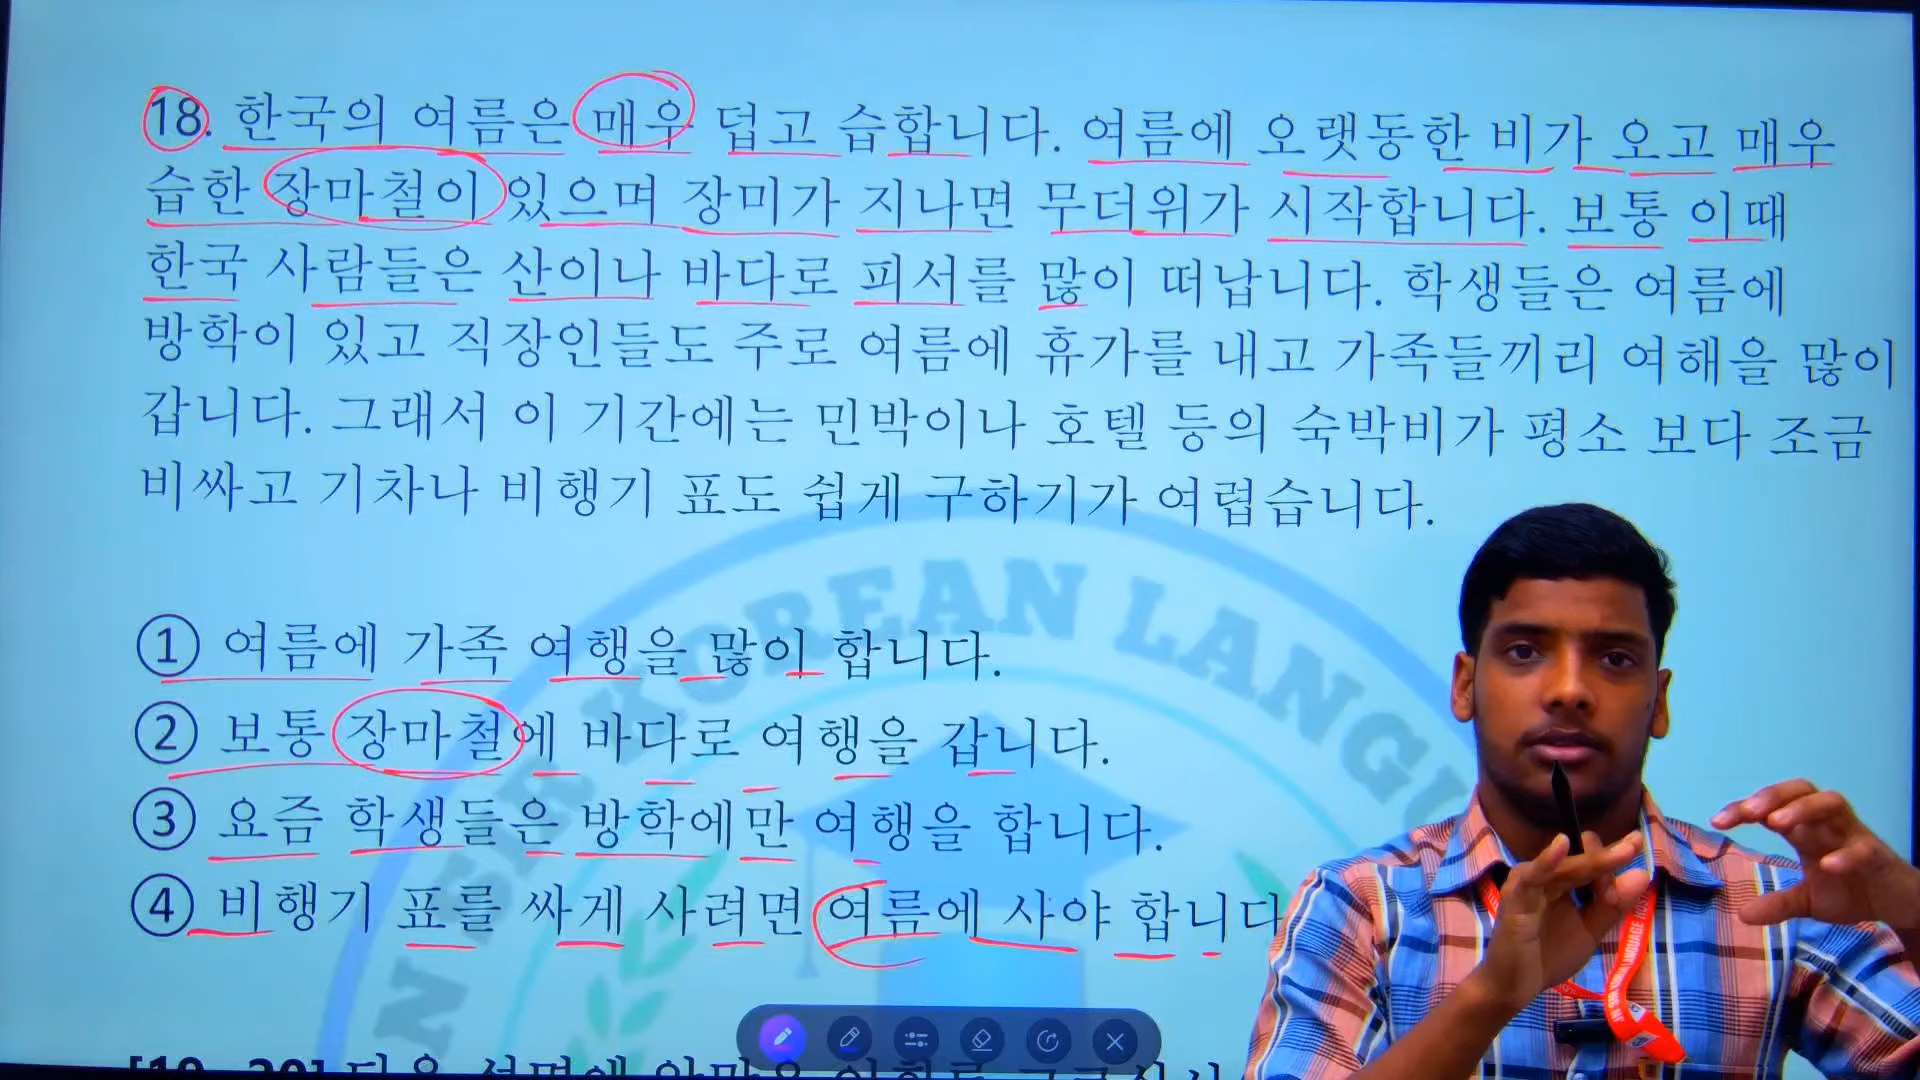 18. 한국의 여름은 매우 덥고 습합니다. 여름에 오랫동한 비가 오고 매우
습한 장마철이 있으며 장미가 지나면 무더위가 시작합니다. 보통 이때
한국 사람들은 산이나 바다로 피서를 많이 떠납니다. 학생들은 여름에
방학이 있고 직장인들도 주로 여름에 휴가를 내고 가족들끼리 여해을 많이
갑니다. 그래서 이 기간에는 민박이나 호텔 등의 숙박비가 평소 보다 조금
비싸고 기차나 비행기 표도 쉽게 구하기가 여렵습니다.
① 여름에 가족 여행을 많이 합니다.
② 보통 장마철에 바다로 여행을 갑니다.
③ 요즘 학생들은 방학에만 여행을 합니다.
④ 비행기 표를 싸게 사려면 여름에 사야 합니다
KOREAN LANGU